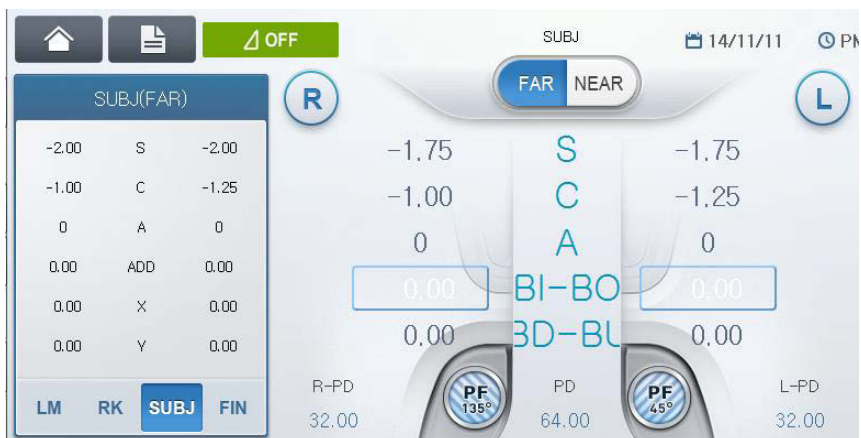 OFF SUBJ 14/11/11 PM
SUBJ(FAR) R FAR NEAR L
-2.00 S -2.00 -1.75 S -1.75
-1.00 C -1.25 -1.00 C -1.25
0 A 0 0 A 0
0.00 ADD 0.00 0.00 BI-BO 0.00
0.00 X 0.00
0.00 Y 0.00 0.00 BD-BU 0.00
R-PD PF 135° PD PF 45° L-PD
LM RK SUBJ FIN 32.00 64.00 32.00